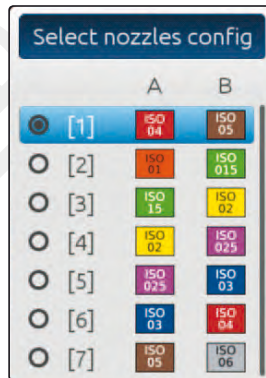 Select nozzles config
A B
[1] ISO 04 ISO 05
[2] ISO 01 ISO 015
[3] ISO 15 ISO 02
[4] ISO 02 ISO 025
[5] ISO 025 ISO 03
[6] ISO 03 ISO 04
[7] ISO 05 ISO 06